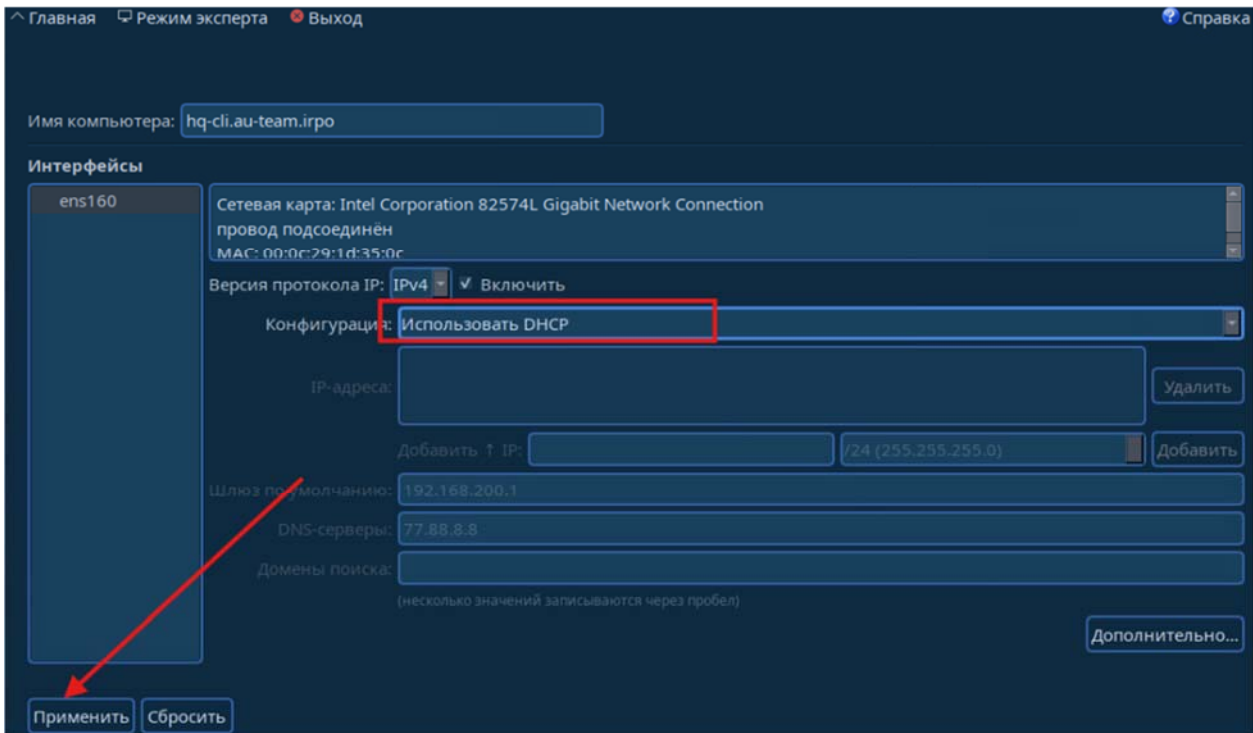 Главная Режим эксперта Выход Справка
Имя компьютера: hq-cli.au-team.irpo
Интерфейсы
ens160
Сетевая карта: Intel Corporation 82574L Gigabit Network Connection
провод подсоединён
MAC: 00:0c:29:1d:35:0c
Версия протокола IP: IPv4 Включить
Конфигурация: Использовать DHCP
IP-адреса: Удалить
Добавить ↑ IP: /24 (255.255.255.0) Добавить
Шлюз по умолчанию: 192.168.200.1
DNS-серверы: 77.88.8.8
Домены поиска:
(несколько значений записываются через пробел)
Дополнительно...
Применить Сбросить